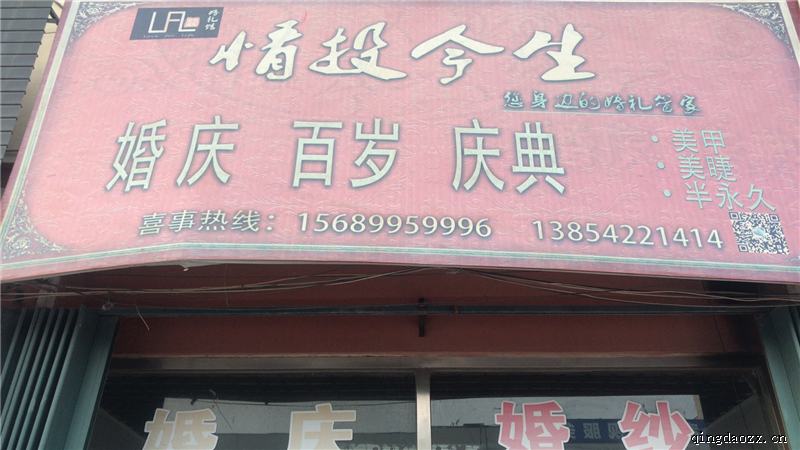 LAL 婚礼馆
情投今生
您身边的婚礼管家
婚庆 百岁 庆典
·美甲
·美睫
·半永久
喜事热线：15689959996 13854221414
婚庆 婚纱
qingdaozz.cn